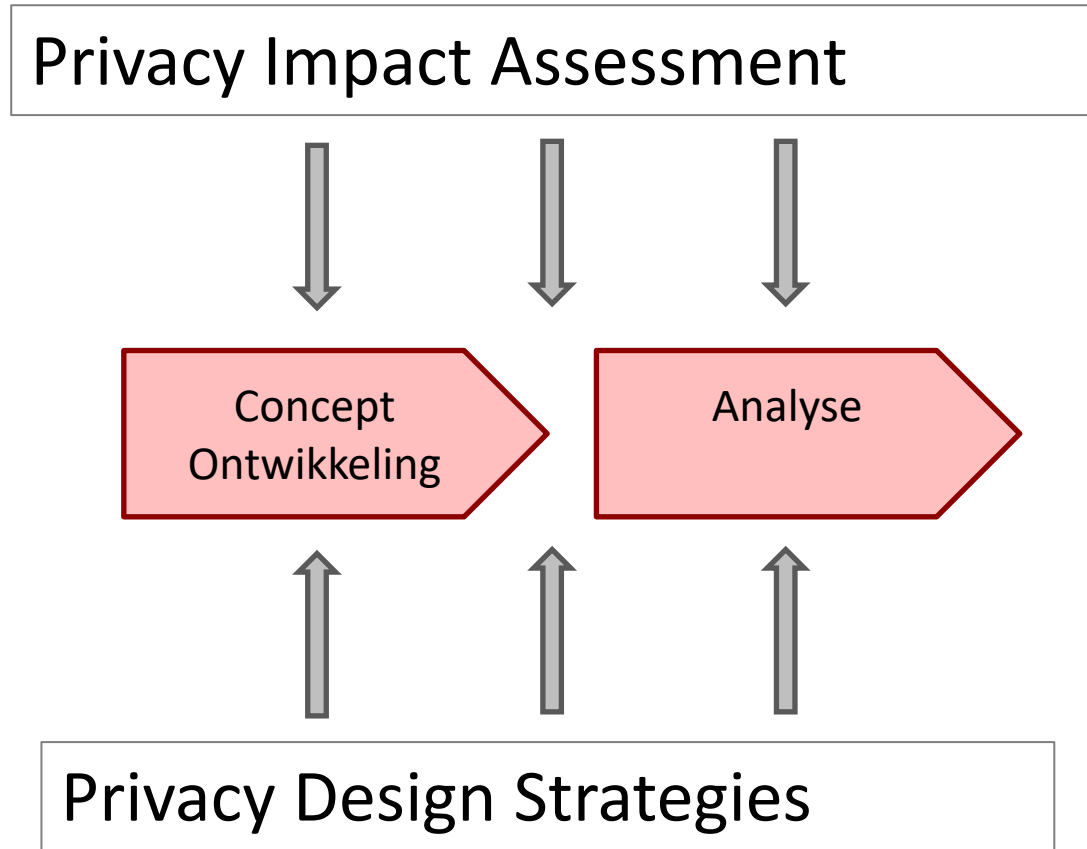 Privacy Impact Assessment
Concept
Ontwikkeling
Analyse
Privacy Design Strategies